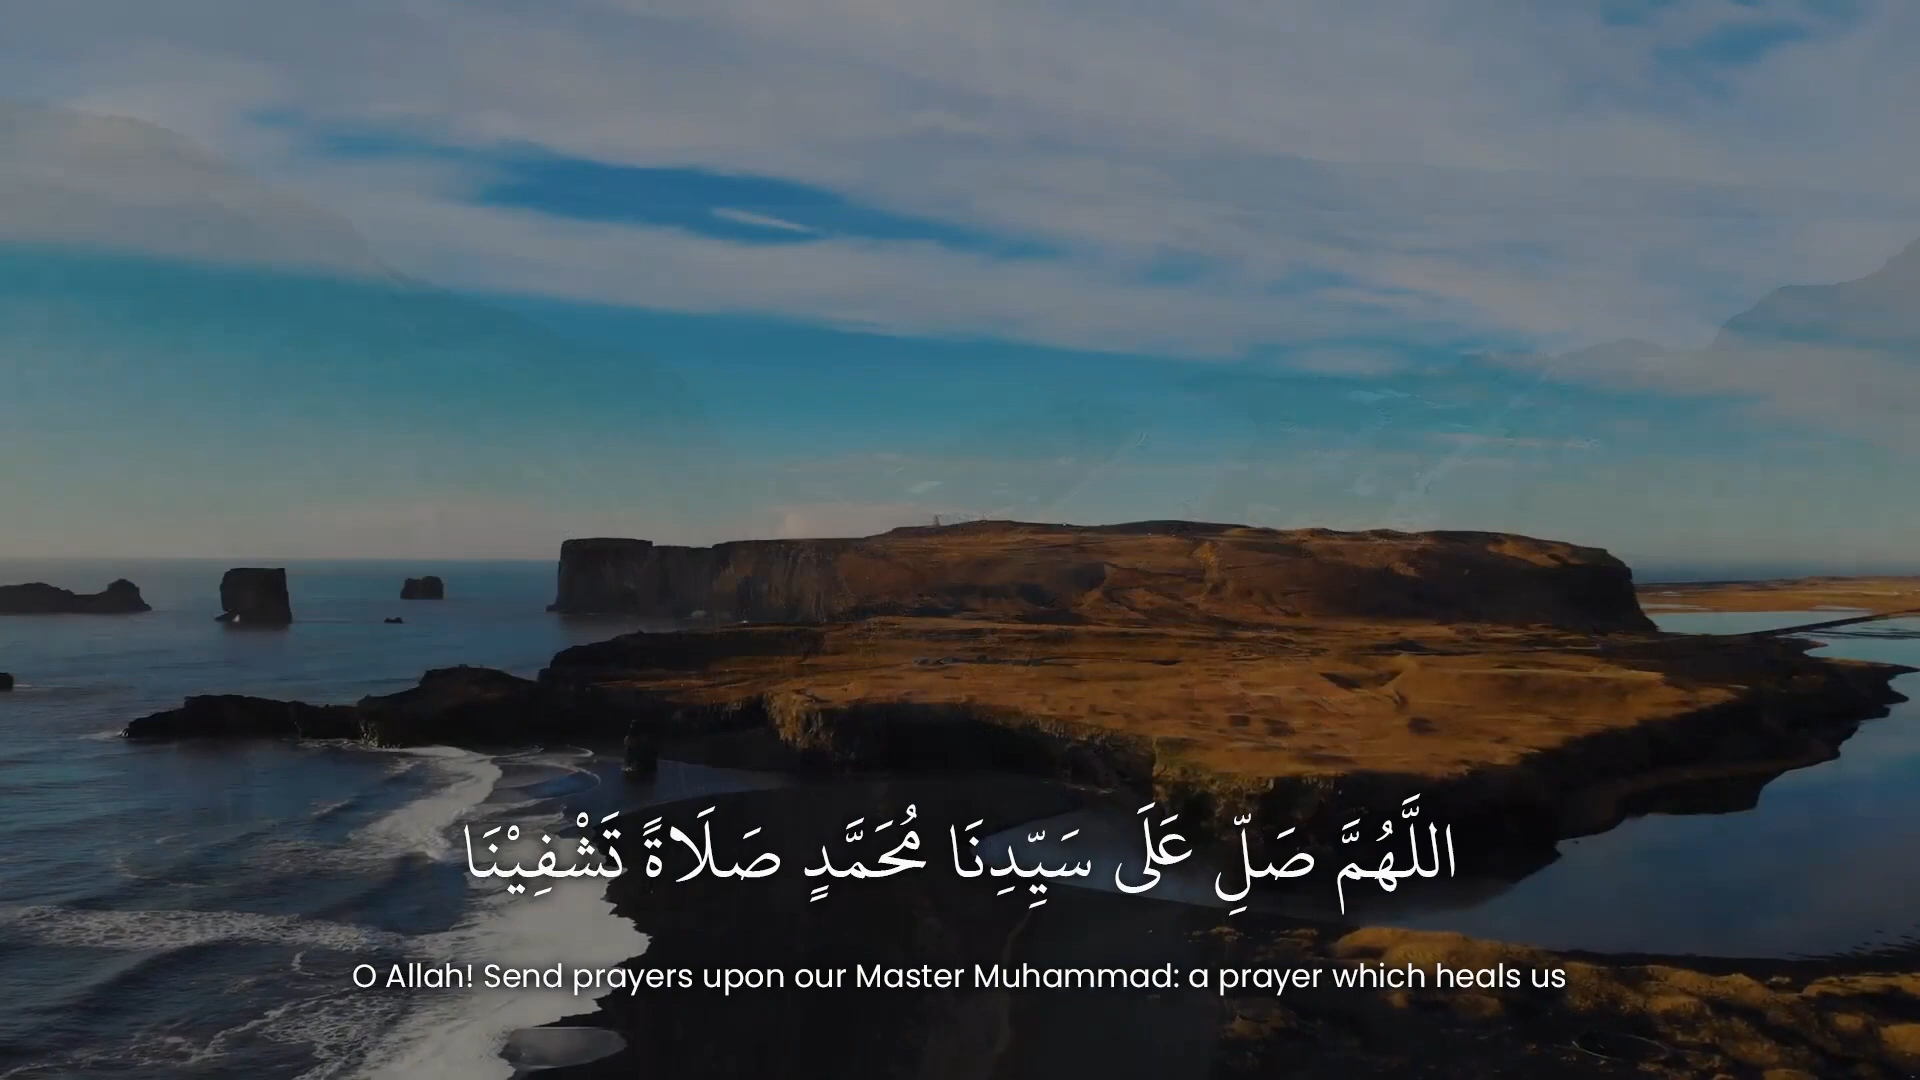 اللَّهُمَّ صَلِّ عَلَى سَيِّدِنَا مُحَمَّدٍ صَلَاةً تَشْفِيْنَا
O Allah! Send prayers upon our Master Muhammad: a prayer which heals us